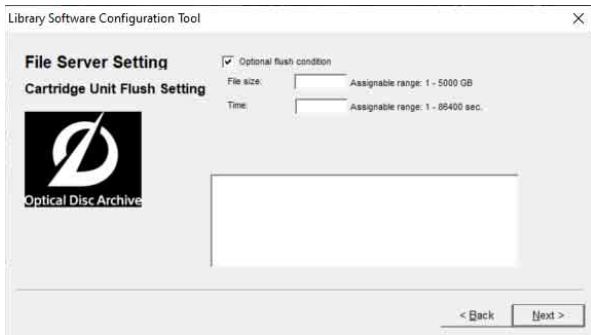 Library Software Configuration Tool
File Server Setting
Cartridge Unit Flush Setting
Optical Disc Archive
Optional flush condition
File size: Assignable range: 1 - 5000 GB
Time: Assignable range: 1 - 86400 sec.
< Back Next >